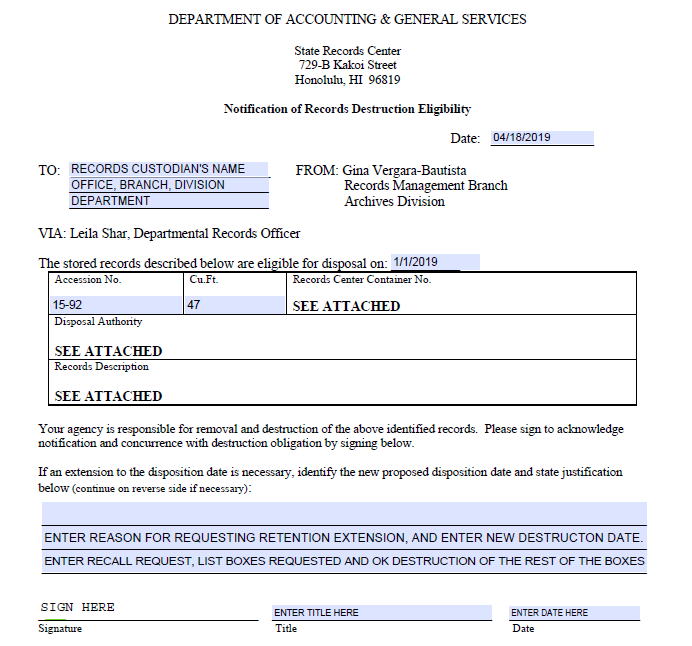 DEPARTMENT OF ACCOUNTING & GENERAL SERVICES
State Records Center
729-B Kakoi Street
Honolulu, HI 96819
Notification of Records Destruction Eligibility
Date: 04/18/2019
TO: RECORDS CUSTODIAN'S NAME
OFFICE, BRANCH, DIVISION
DEPARTMENT
FROM: Gina Vergara-Bautista
Records Management Branch
Archives Division
VIA: Leila Shar, Departmental Records Officer
The stored records described below are eligible for disposal on: 1/1/2019
Accession No. Cu.Ft. Records Center Container No.
15-92 47 SEE ATTACHED
Disposal Authority
SEE ATTACHED
Records Description
SEE ATTACHED
Your agency is responsible for removal and destruction of the above identified records. Please sign to acknowledge
notification and concurrence with destruction obligation by signing below.
If an extension to the disposition date is necessary, identify the new proposed disposition date and state justification
below (continue on reverse side if necessary):
ENTER REASON FOR REQUESTING RETENTION EXTENSION, AND ENTER NEW DESTRUCTON DATE.
ENTER RECALL REQUEST, LIST BOXES REQUESTED AND OK DESTRUCTION OF THE REST OF THE BOXES
SIGN HERE ENTER TITLE HERE ENTER DATE HERE
Signature Title Date